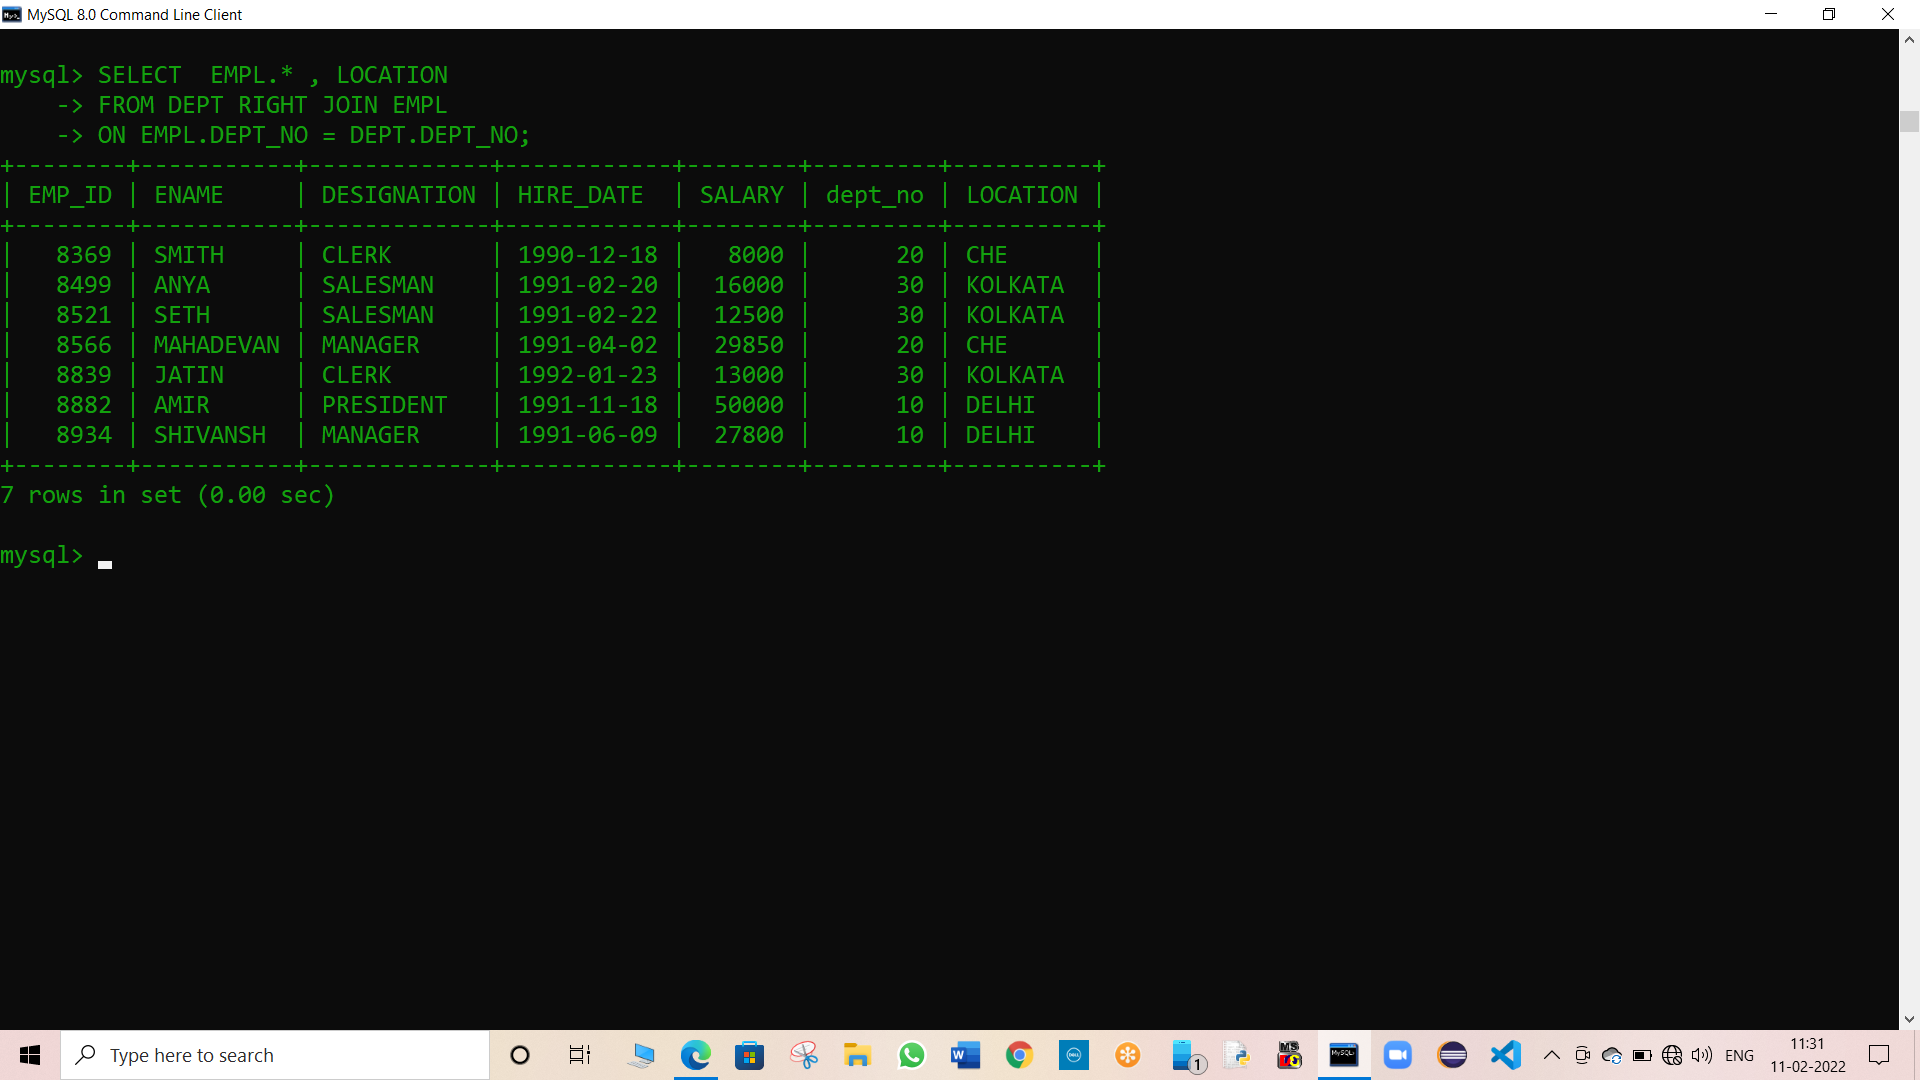 MySQL 8.0 Command Line Client
mysql> SELECT  EMPL.* , LOCATION
    -> FROM DEPT RIGHT JOIN EMPL
    -> ON EMPL.DEPT_NO = DEPT.DEPT_NO;
+--------+-----------+-------------+------------+--------+---------+----------+
| EMP_ID | ENAME     | DESIGNATION | HIRE_DATE  | SALARY | dept_no | LOCATION |
+--------+-----------+-------------+------------+--------+---------+----------+
|   8369 | SMITH     | CLERK       | 1990-12-18 |   8000 |      20 | CHE      |
|   8499 | ANYA      | SALESMAN    | 1991-02-20 |  16000 |      30 | KOLKATA  |
|   8521 | SETH      | SALESMAN    | 1991-02-22 |  12500 |      30 | KOLKATA  |
|   8566 | MAHADEVAN | MANAGER     | 1991-04-02 |  29850 |      20 | CHE      |
|   8839 | JATIN     | CLERK       | 1992-01-23 |  13000 |      30 | KOLKATA  |
|   8882 | AMIR      | PRESIDENT   | 1991-11-18 |  50000 |      10 | DELHI    |
|   8934 | SHIVANSH  | MANAGER     | 1991-06-09 |  27800 |      10 | DELHI    |
+--------+-----------+-------------+------------+--------+---------+----------+
7 rows in set (0.00 sec)
mysql>
Type here to search
1
ENG
11:31
11-02-2022